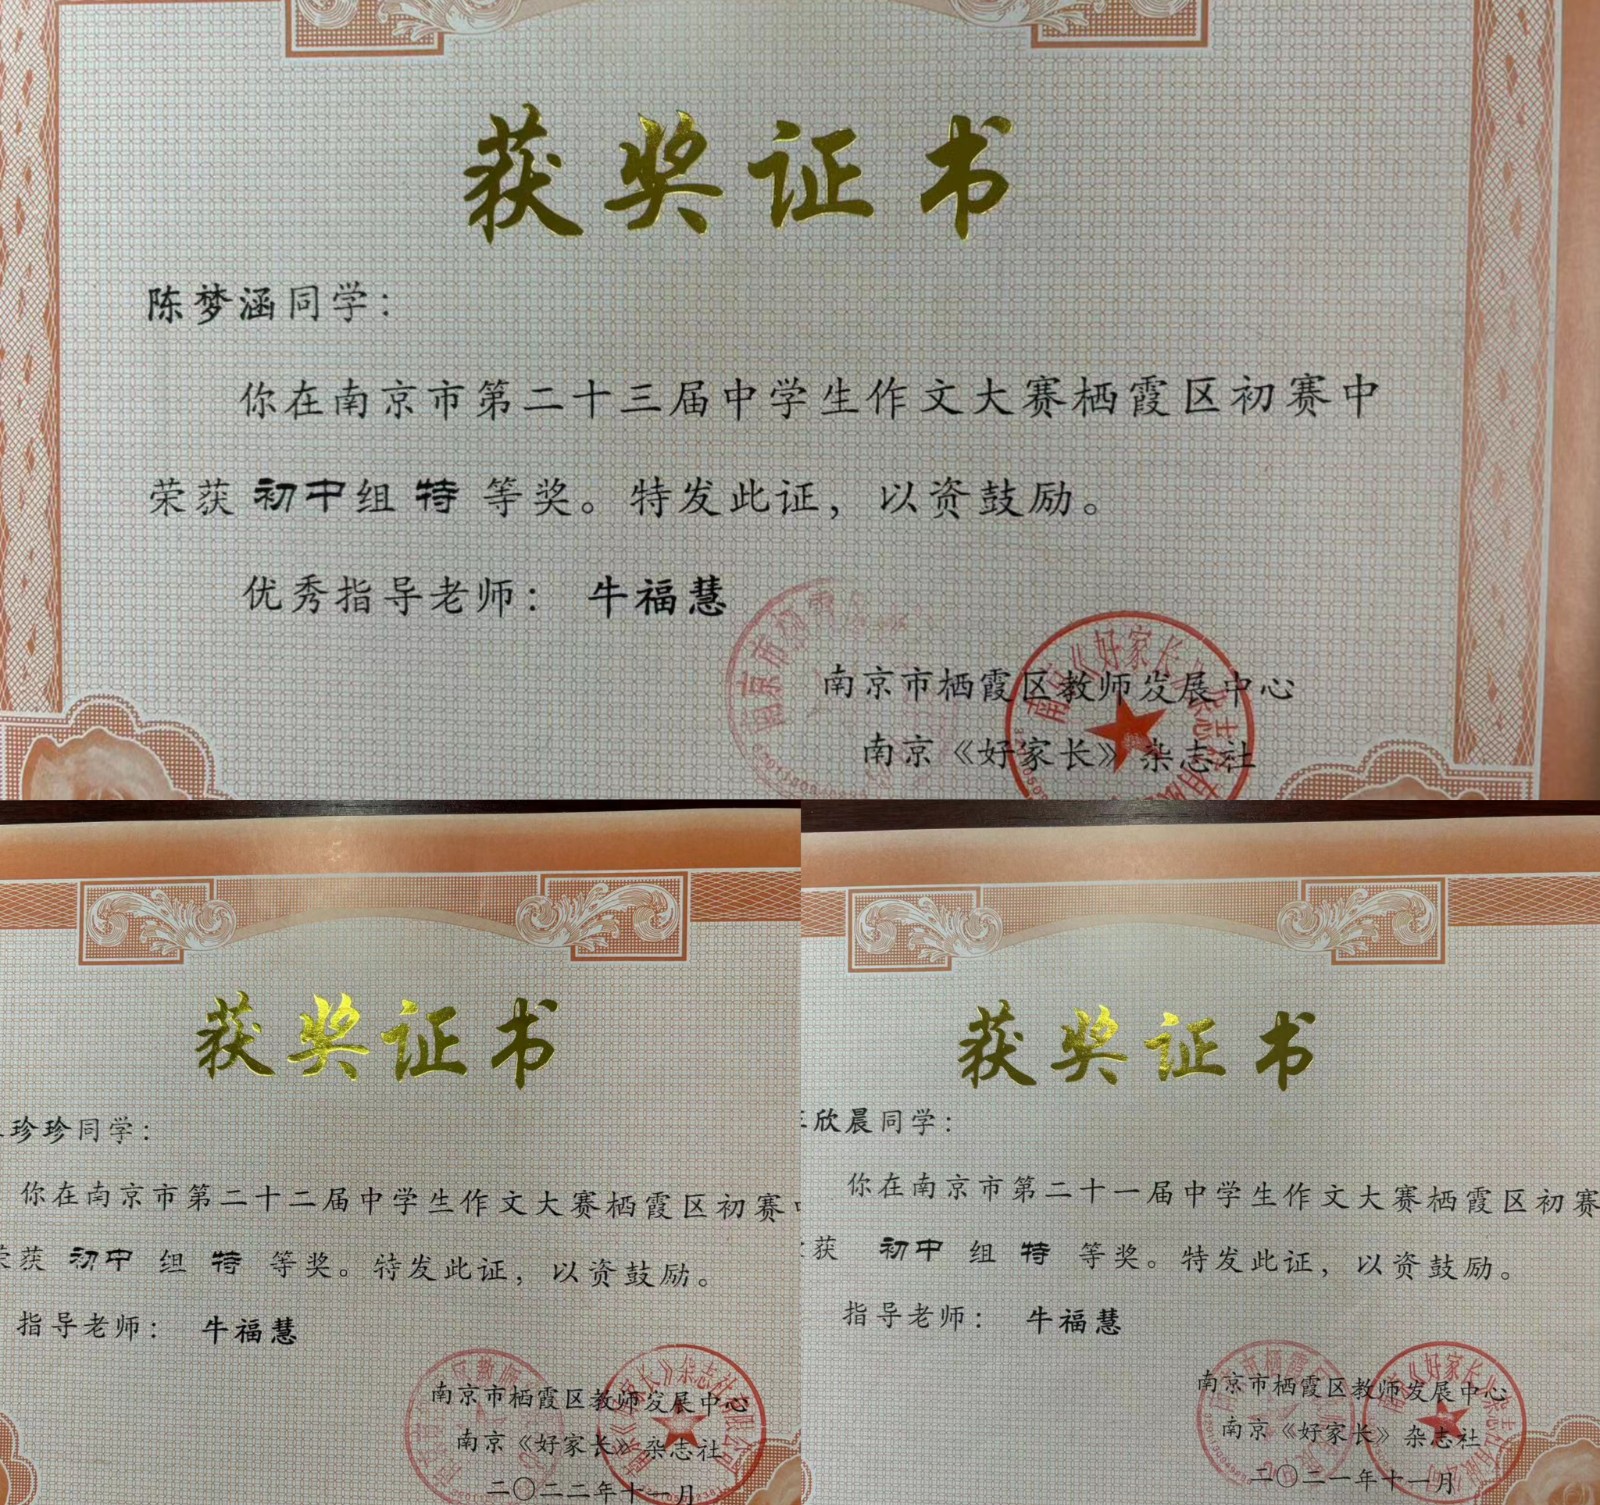 获奖证书
陈梦涵同学：
你在南京市第二十三届中学生作文大赛栖霞区初赛中
荣获 初中组 特 等奖。特发此证，以资鼓励。
优秀指导老师： 牛福慧
南京市栖霞区教师发展中心
南京《好家长》杂志社
获奖证书
珍珍同学：
你在南京市第二十二届中学生作文大赛栖霞区初赛
获 初中 组 特 等奖。特发此证，以资鼓励。
指导老师： 牛福慧
南京市栖霞区教师发展中心
南京《好家长》杂志社
二〇二二年十一月
获奖证书
欣晨同学：
你在南京市第二十一届中学生作文大赛栖霞区初赛
获 初中 组 特 等奖。特发此证，以资鼓励。
指导老师： 牛福慧
南京市栖霞区教师发展中心
南京《好家长》杂志社
二〇二一年十一月